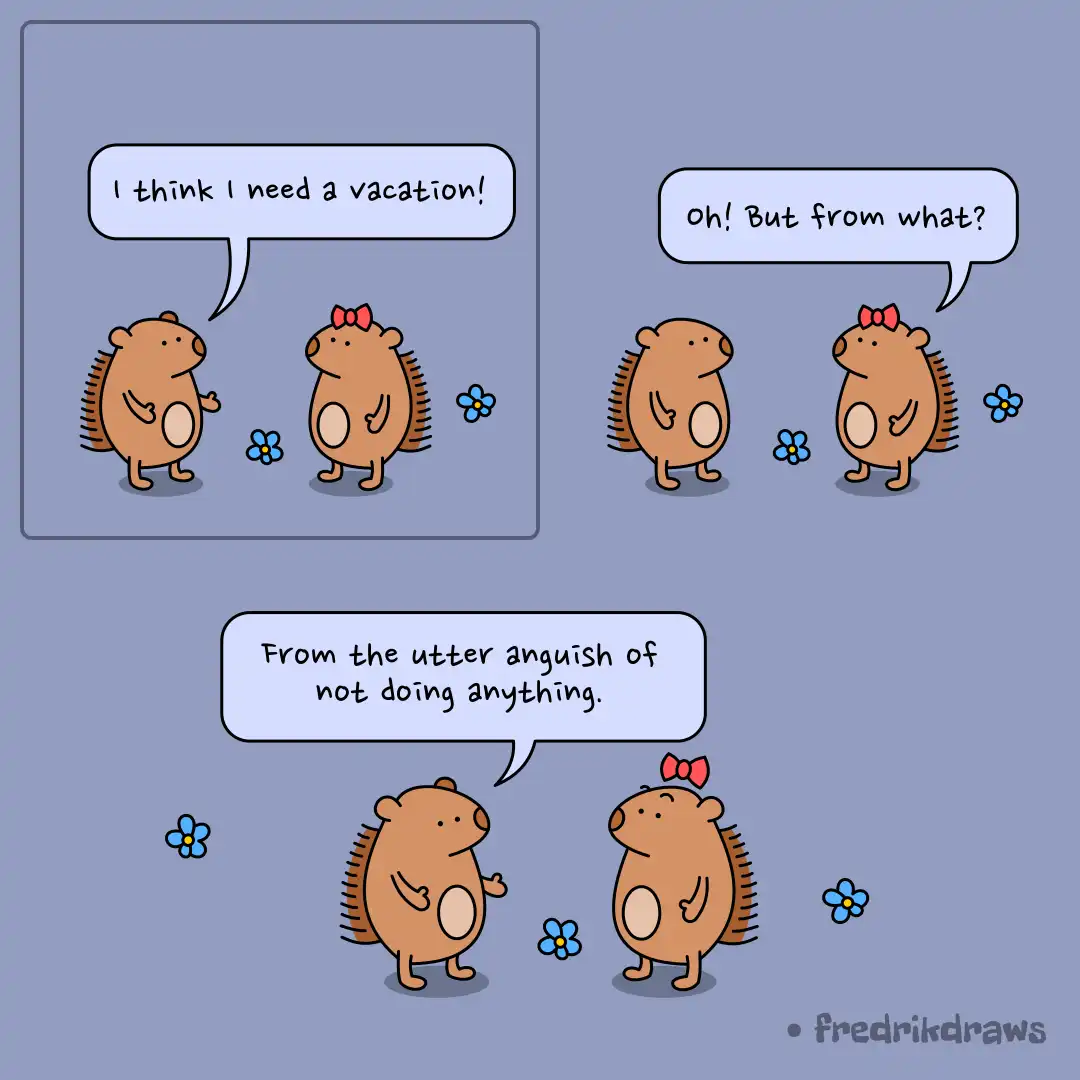 I think I need a vacation!
Oh! But from what?
From the utter anguish of
not doing anything.
• fredrikdraws